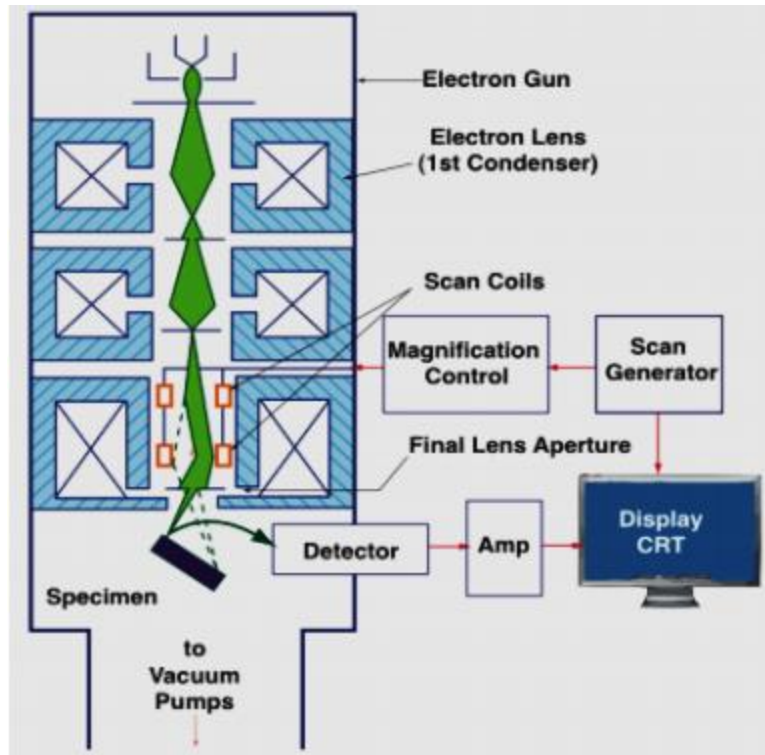 Electron Gun
Electron Lens
(1st Condenser)
Scan Coils
Magnification
Control
Scan
Generator
Final Lens Aperture
Display
CRT
Detector
Amp
Specimen
to
Vacuum
Pumps